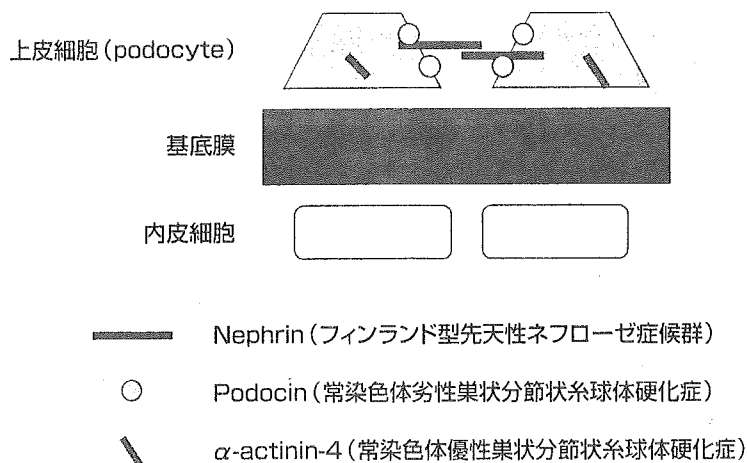 上皮細胞(podocyte)
基底膜
内皮細胞
Nephrin(フィンランド型先天性ネフローゼ症候群)
Podocin(常染色体劣性巣状分節状糸球体硬化症)
α-actinin-4(常染色体優性巣状分節状糸球体硬化症)